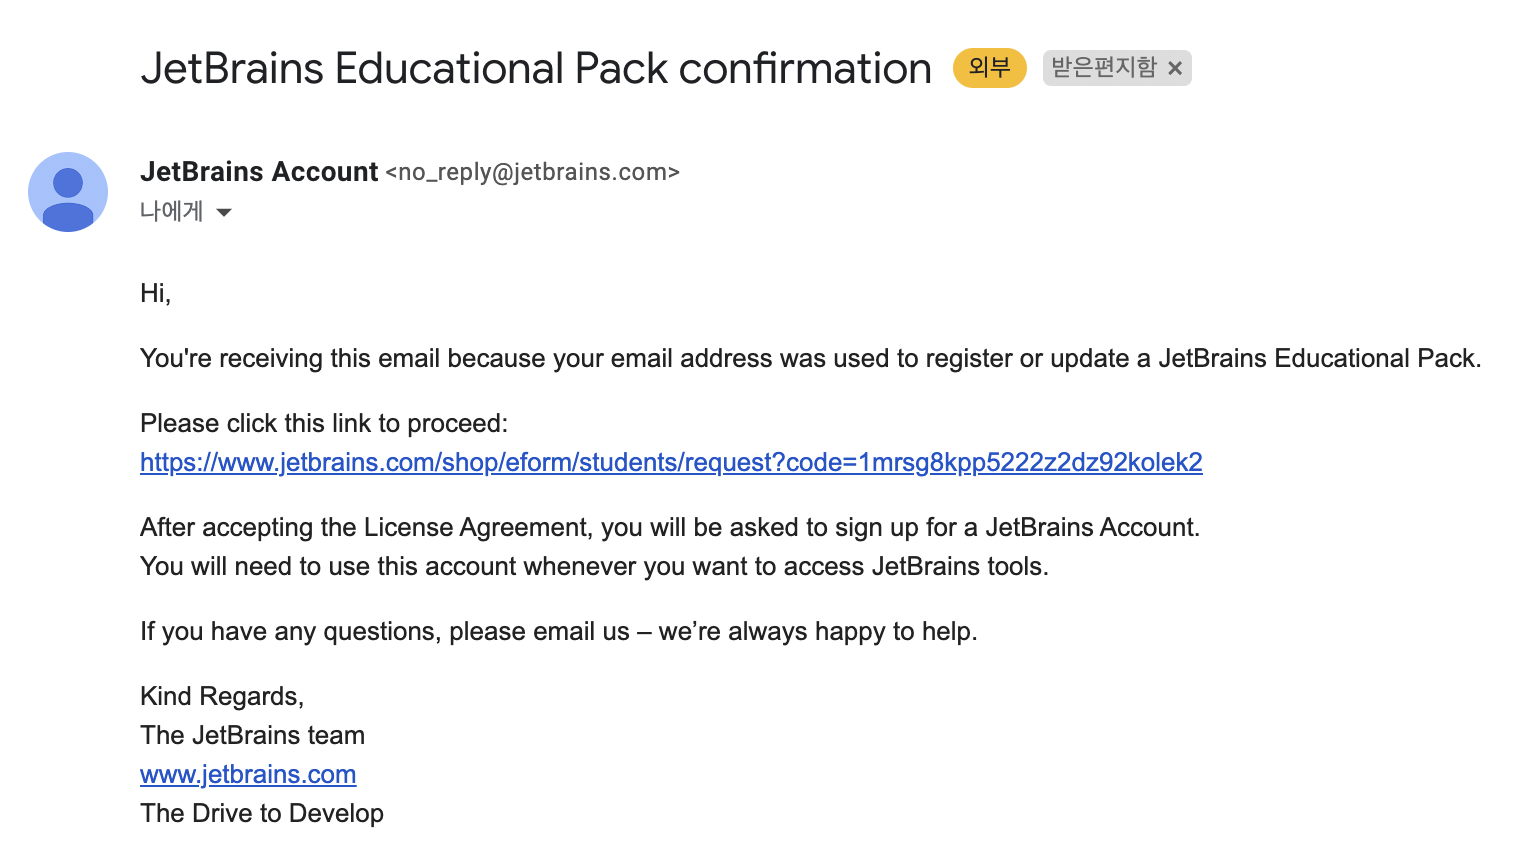 JetBrains Educational Pack confirmation 외부 받은편지함 ×
JetBrains Account <no_reply@jetbrains.com>
나에게
Hi,
You're receiving this email because your email address was used to register or update a JetBrains Educational Pack.
Please click this link to proceed:
https://www.jetbrains.com/shop/eform/students/request?code=1mrsg8kpp5222z2dz92kolek2
After accepting the License Agreement, you will be asked to sign up for a JetBrains Account.
You will need to use this account whenever you want to access JetBrains tools.
If you have any questions, please email us – we’re always happy to help.
Kind Regards,
The JetBrains team
www.jetbrains.com
The Drive to Develop